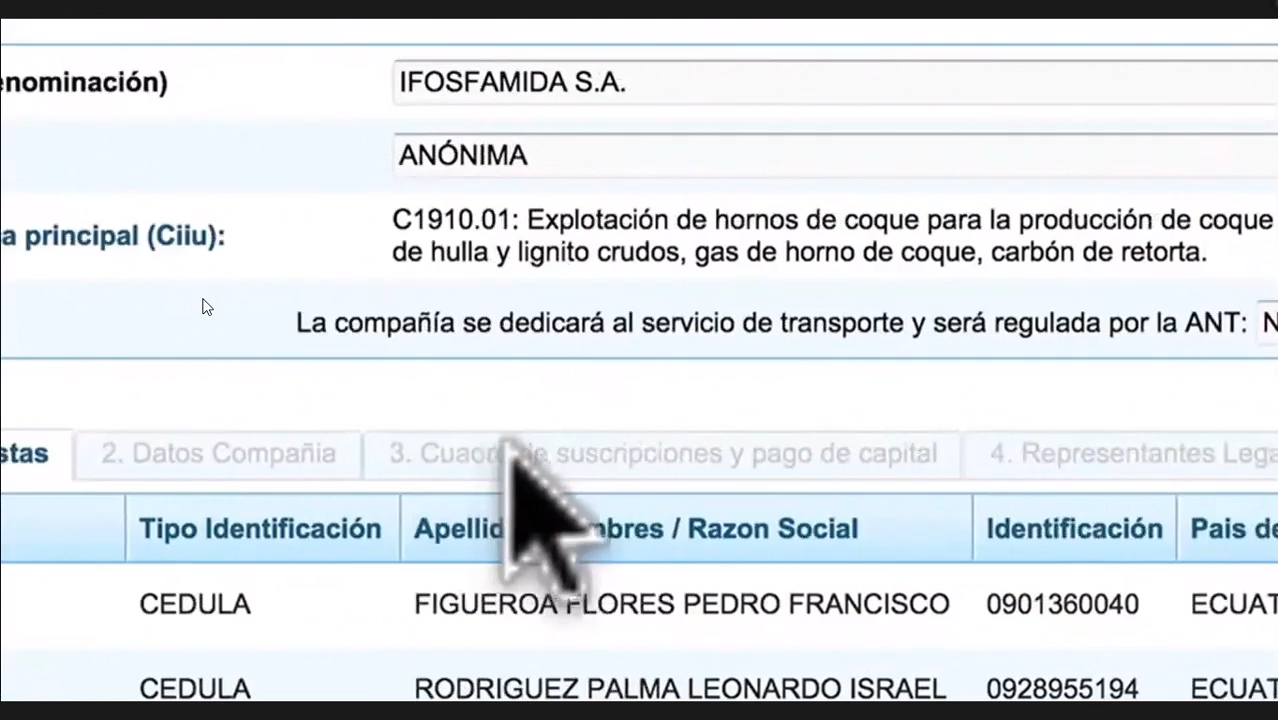 enominación)
IFOSFAMIDA S.A.
ANÓNIMA
a principal (Ciiu):
C1910.01: Explotación de hornos de coque para la producción de coque
de hulla y lignito crudos, gas de horno de coque, carbón de retorta.
La compañía se dedicará al servicio de transporte y será regulada por la ANT: N
stas
2. Datos Compañia
3. Cuad de suscripciones y pago de capital
4. Representantes Lega
Tipo Identificación
Apellid mbres / Razon Social
Identificación
Pais de
CEDULA
FIGUEROA FLORES PEDRO FRANCISCO
0901360040
ECUAT
CEDULA
RODRIGUEZ PALMA LEONARDO ISRAEL
0928955194
ECUAT